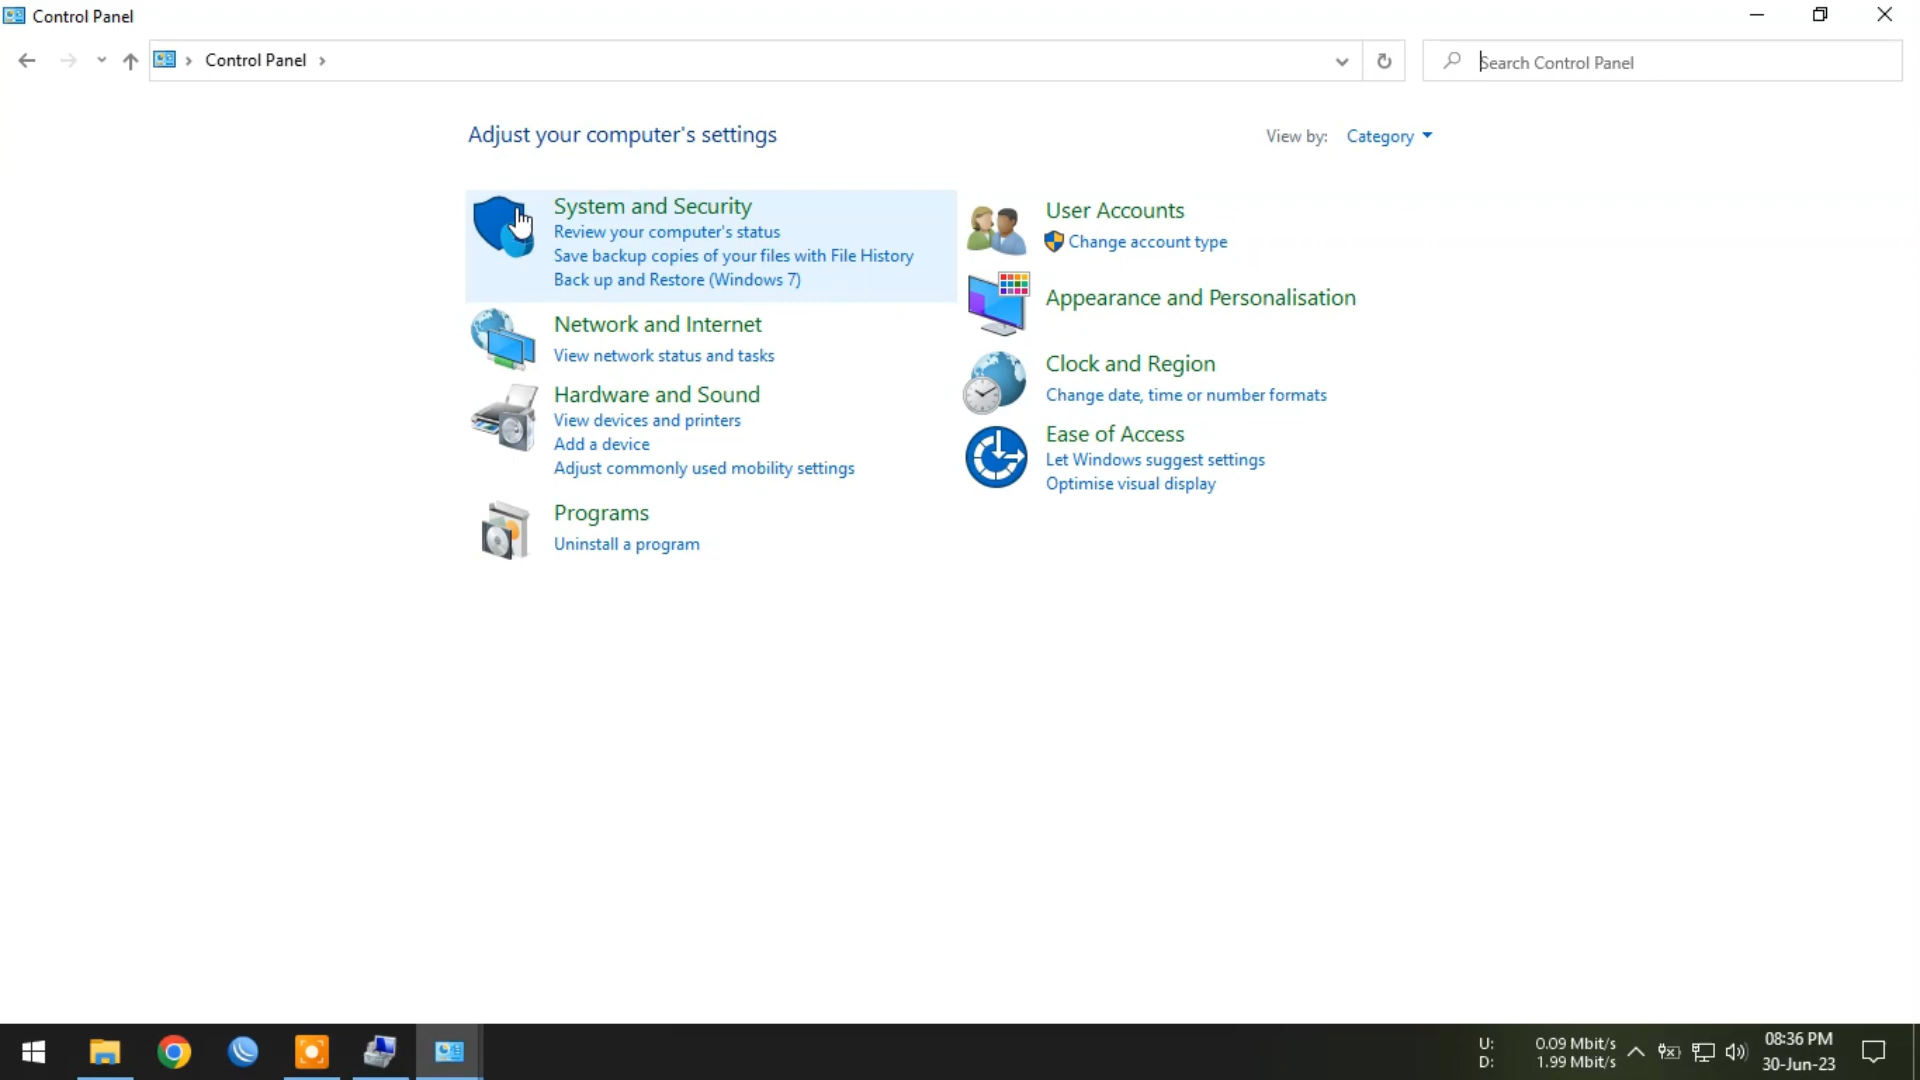 Control Panel
Control Panel
Search Control Panel
Adjust your computer's settings
View by: Category
System and Security
Review your computer's status
Save backup copies of your files with File History
Back up and Restore (Windows 7)
Network and Internet
View network status and tasks
Hardware and Sound
View devices and printers
Add a device
Adjust commonly used mobility settings
Programs
Uninstall a program
User Accounts
Change account type
Appearance and Personalisation
Clock and Region
Change date, time or number formats
Ease of Access
Let Windows suggest settings
Optimise visual display
U: 0.09 Mbit/s
D: 1.99 Mbit/s
08:36 PM
30-Jun-23